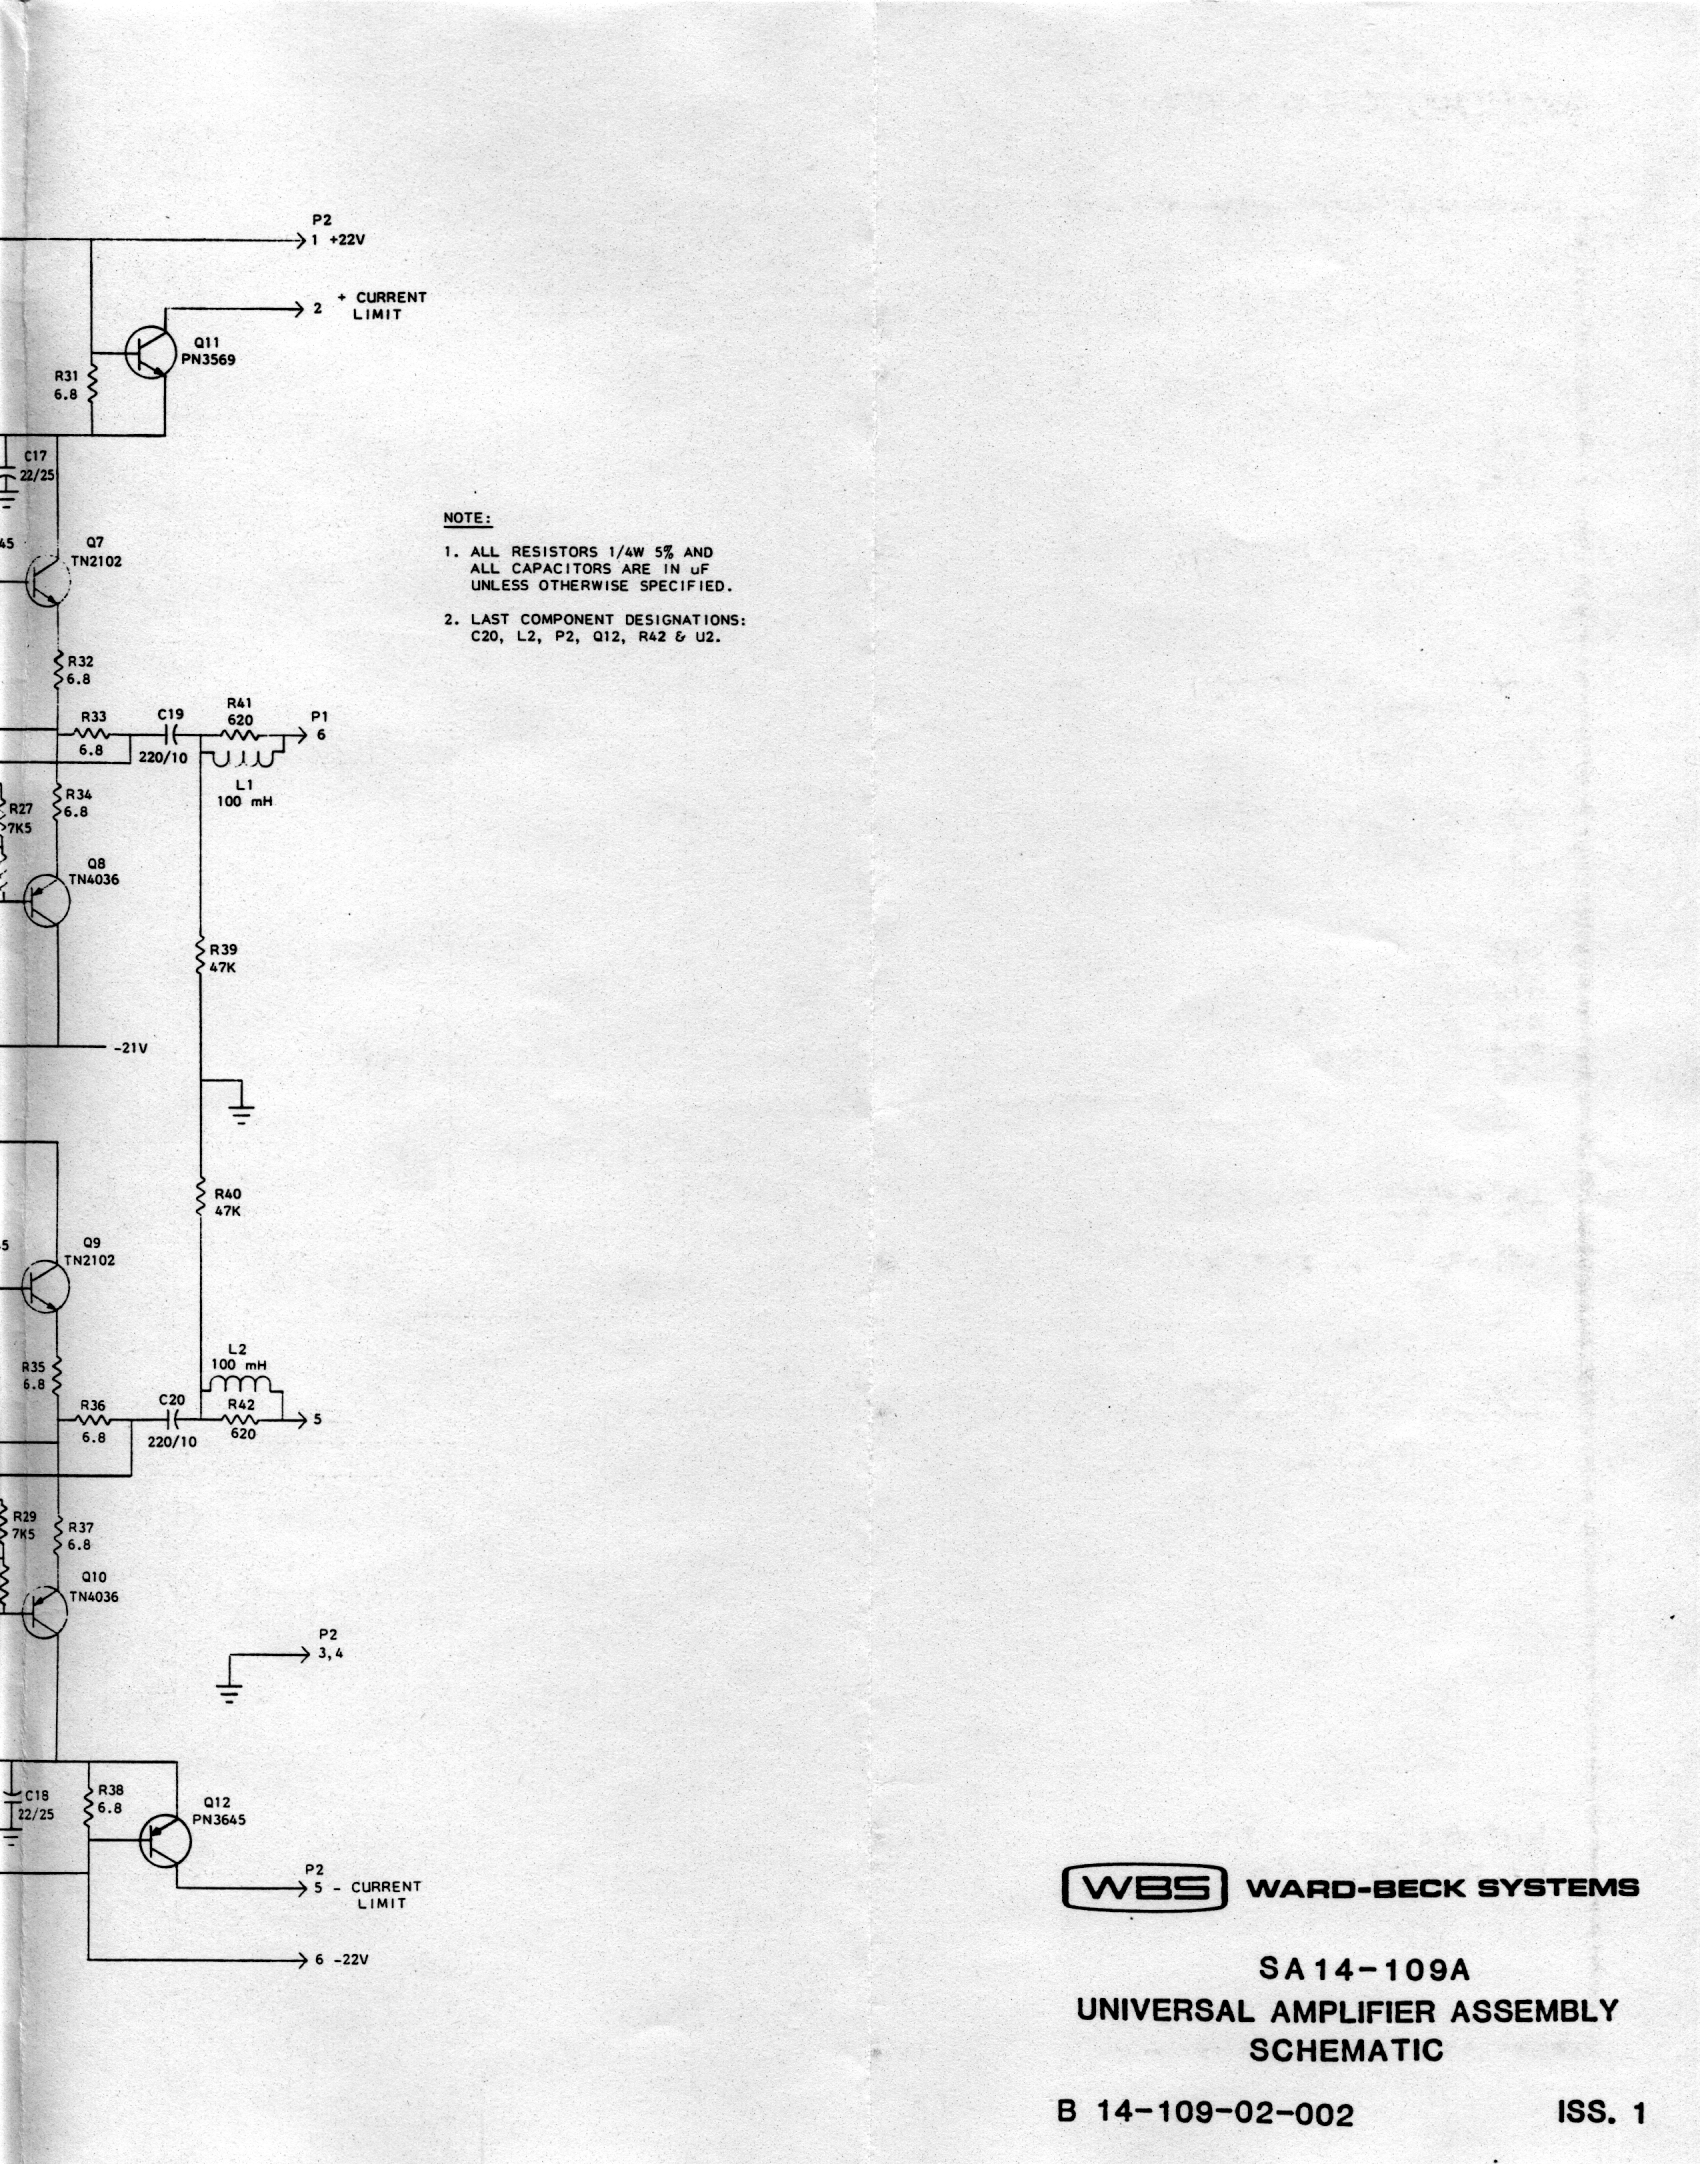 P2
1 +22V
+ CURRENT
2 LIMIT
Q11
PN3569
R31
6.8
C17
22/25
NOTE:
45
Q7
TN2102
1. ALL RESISTORS 1/4W 5% AND
ALL CAPACITORS ARE IN uF
UNLESS OTHERWISE SPECIFIED.
2. LAST COMPONENT DESIGNATIONS:
C20, L2, P2, Q12, R42 & U2.
R32
6.8
R33
6.8
C19
220/10
R41
620
P1
6
L1
100 mH
R34
6.8
R27
7K5
Q8
TN4036
R39
47K
-21V
R40
47K
5
Q9
TN2102
L2
100 mH
R35
6.8
R36
6.8
C20
220/10
R42
620
5
R29
7K5
R37
6.8
Q10
TN4036
P2
3,4
R38
6.8
C18
22/25
Q12
PN3645
P2
5 - CURRENT
LIMIT
6 -22V
WBS WARD-BECK SYSTEMS
SA14-109A
UNIVERSAL AMPLIFIER ASSEMBLY
SCHEMATIC
B 14-109-02-002 ISS. 1